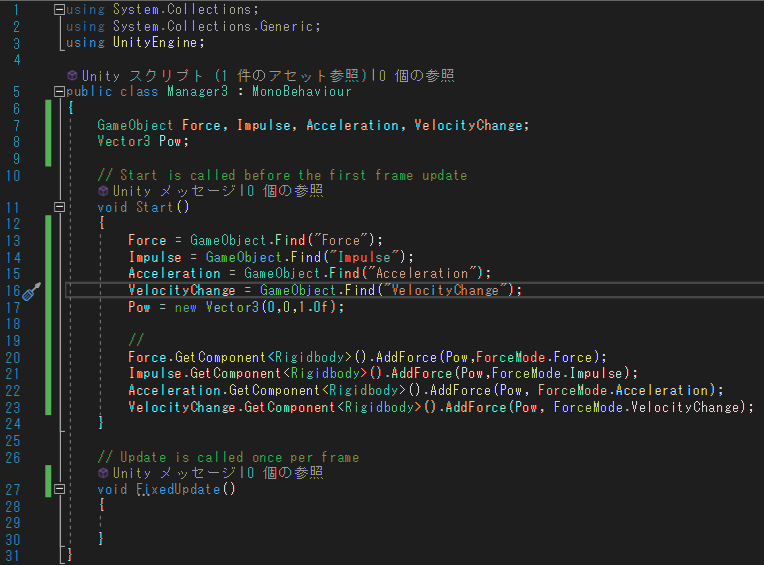 1 using System.Collections;
2 using System.Collections.Generic;
3 using UnityEngine;
4
Unity スクリプト (1 件のアセット参照)|0 個の参照
5 public class Manager3 : MonoBehaviour
6 {
7 GameObject Force, Impulse, Acceleration, VelocityChange;
8 Vector3 Pow;
9
10 // Start is called before the first frame update
Unity メッセージ|0 個の参照
11 void Start()
12 {
13 Force = GameObject.Find("Force");
14 Impulse = GameObject.Find("Impulse");
15 Acceleration = GameObject.Find("Acceleration");
16 VelocityChange = GameObject.Find("VelocityChange");
17 Pow = new Vector3(0,0,1.0f);
18
19 //
20 Force.GetComponent<Rigidbody>().AddForce(Pow,ForceMode.Force);
21 Impulse.GetComponent<Rigidbody>().AddForce(Pow,ForceMode.Impulse);
22 Acceleration.GetComponent<Rigidbody>().AddForce(Pow, ForceMode.Acceleration);
23 VelocityChange.GetComponent<Rigidbody>().AddForce(Pow, ForceMode.VelocityChange);
24 }
25
26 // Update is called once per frame
Unity メッセージ|0 個の参照
27 void FixedUpdate()
28 {
29
30 }
31 }